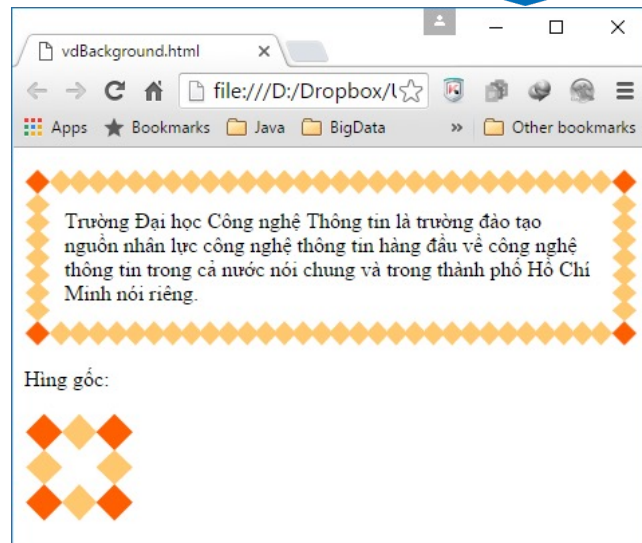 vdBackground.html
file:///D:/Dropbox/l
Apps Bookmarks Java BigData » Other bookmarks
Trường Đại học Công nghệ Thông tin là trường đào tạo
nguồn nhân lực công nghệ thông tin hàng đầu về công nghệ
thông tin trong cả nước nói chung và trong thành phố Hồ Chí
Minh nói riêng.
Hìng gốc: